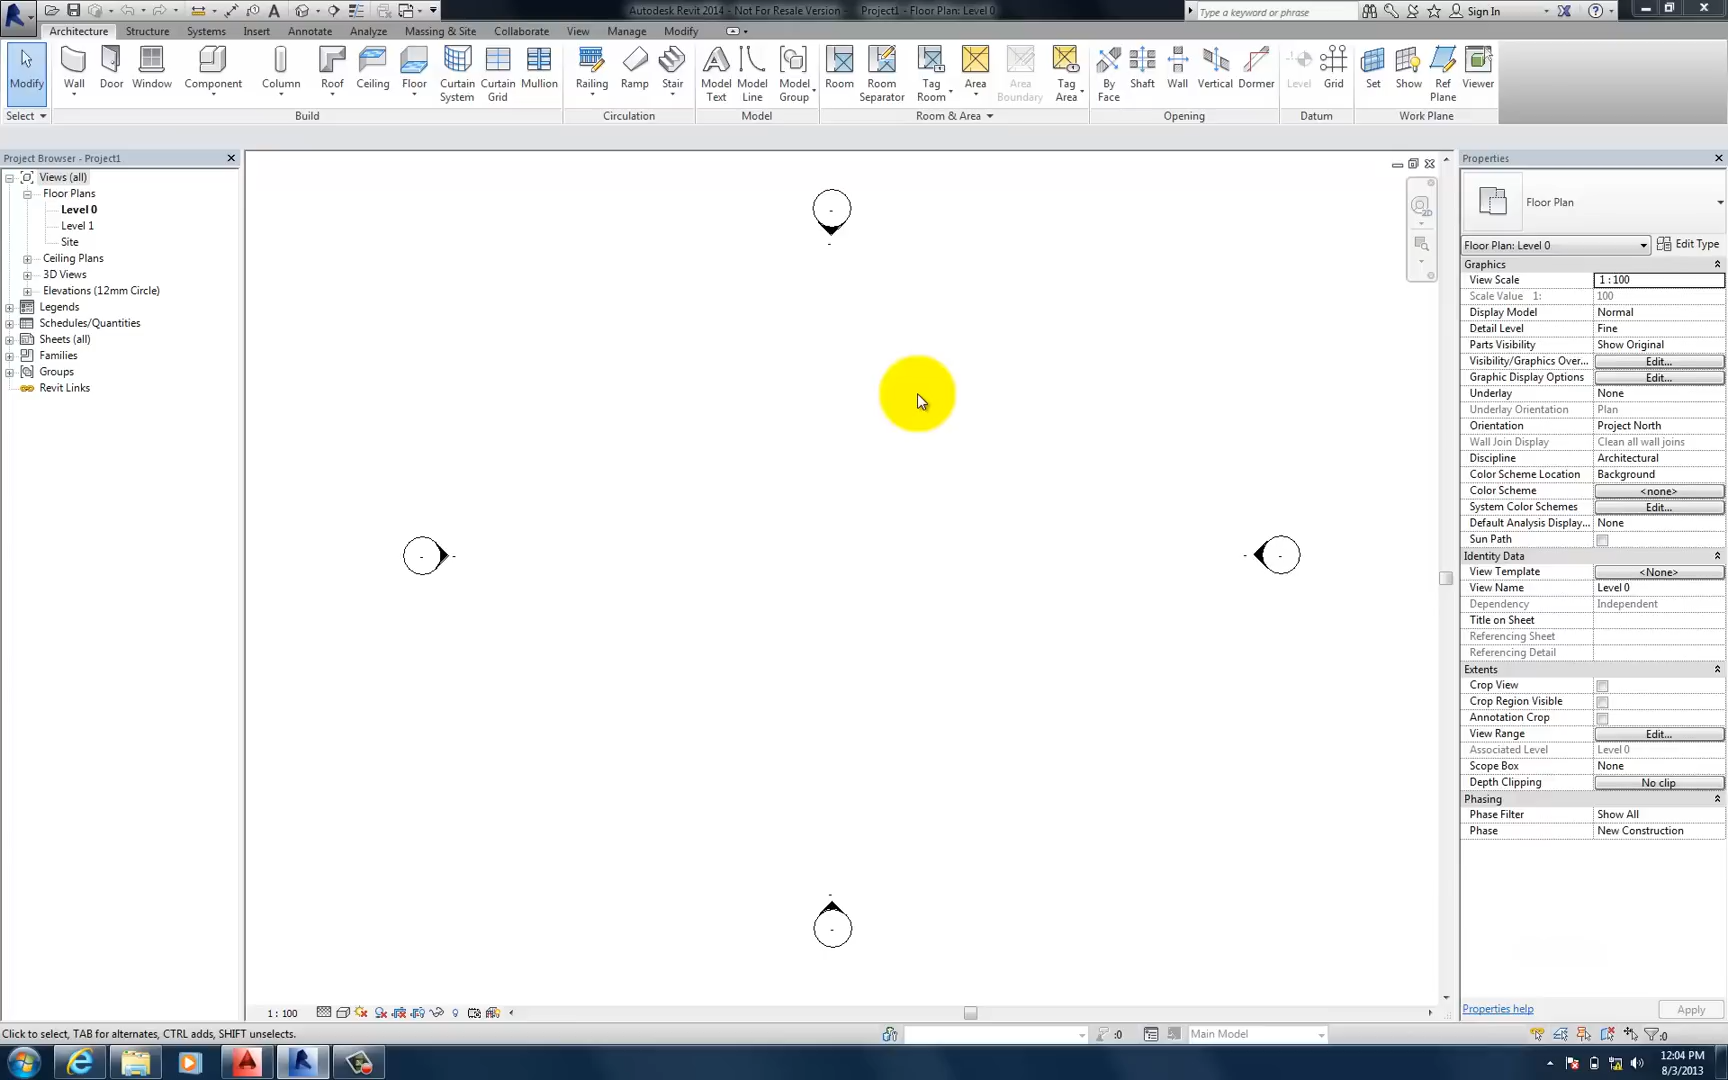 Autodesk Revit 2014 - Not For Resale Version - Project1 - Floor Plan: Level 0
Type a keyword or phrase
Sign In
Architecture Structure Systems Insert Annotate Analyze Massing & Site Collaborate View Manage Modify
Modify Wall Door Window Component Column Roof Ceiling Floor Curtain System Curtain Grid Mullion Railing Ramp Stair Model Text Model Line Model Group Room Room Separator Tag Room Area Area Boundary Tag Area By Face Shaft Wall Vertical Dormer Level Grid Set Show Ref Plane Viewer
Select Build Circulation Model Room & Area Opening Datum Work Plane
Project Browser - Project1
Views (all)
Floor Plans
Level 0
Level 1
Site
Ceiling Plans
3D Views
Elevations (12mm Circle)
Legends
Schedules/Quantities
Sheets (all)
Families
Groups
Revit Links
2D
Properties
Floor Plan
Floor Plan: Level 0 Edit Type
Graphics
View Scale 1 : 100
Scale Value 1: 100
Display Model Normal
Detail Level Fine
Parts Visibility Show Original
Visibility/Graphics Over... Edit...
Graphic Display Options Edit...
Underlay None
Underlay Orientation Plan
Orientation Project North
Wall Join Display Clean all wall joins
Discipline Architectural
Color Scheme Location Background
Color Scheme <none>
System Color Schemes Edit...
Default Analysis Display... None
Sun Path
Identity Data
View Template <None>
View Name Level 0
Dependency Independent
Title on Sheet
Referencing Sheet
Referencing Detail
Extents
Crop View
Crop Region Visible
Annotation Crop
View Range Edit...
Associated Level Level 0
Scope Box None
Depth Clipping No clip
Phasing
Phase Filter Show All
Phase New Construction
Properties help Apply
1 : 100
Click to select, TAB for alternates, CTRL adds, SHIFT unselects.
:0
Main Model
:0
12:04 PM
8/3/2013